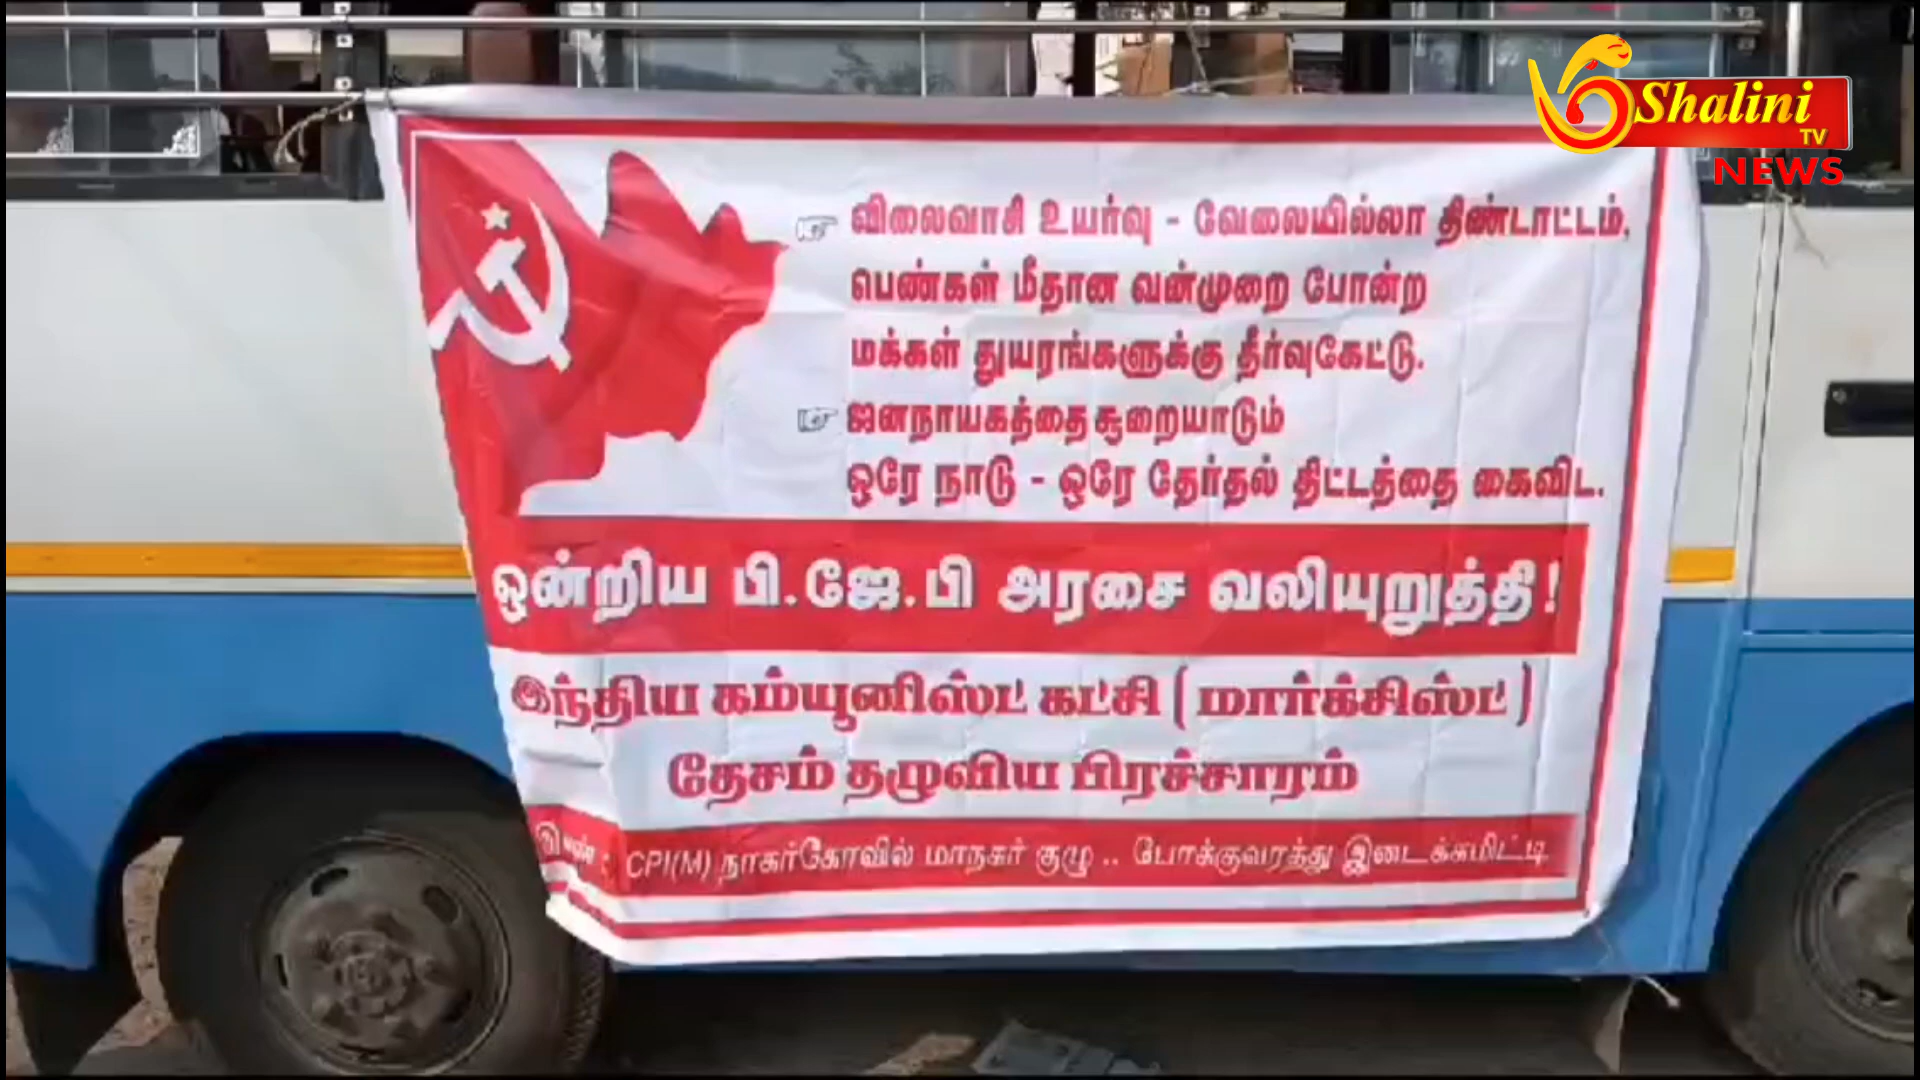 Shalini
TV
NEWS
விலைவாசி உயர்வு - வேலையில்லா திண்டாட்டம்,
பெண்கள் மீதான வன்முறை போன்ற
மக்கள் துயரங்களுக்கு தீர்வுகேட்டு.
ஜனநாயகத்தை சூறையாடும்
ஒரே நாடு - ஒரே தேர்தல் திட்டத்தை கைவிட.
ஒன்றிய பி.ஜே.பி அரசை வலியுறுத்தி!
இந்திய கம்யூனிஸ்ட் கட்சி (மார்க்சிஸ்ட்)
தேசம் தழுவிய பிரச்சாரம்
: CPI(M) நாகர்கோவில் மாநகர் குழு .. போக்குவரத்து இடைக்கமிட்டி